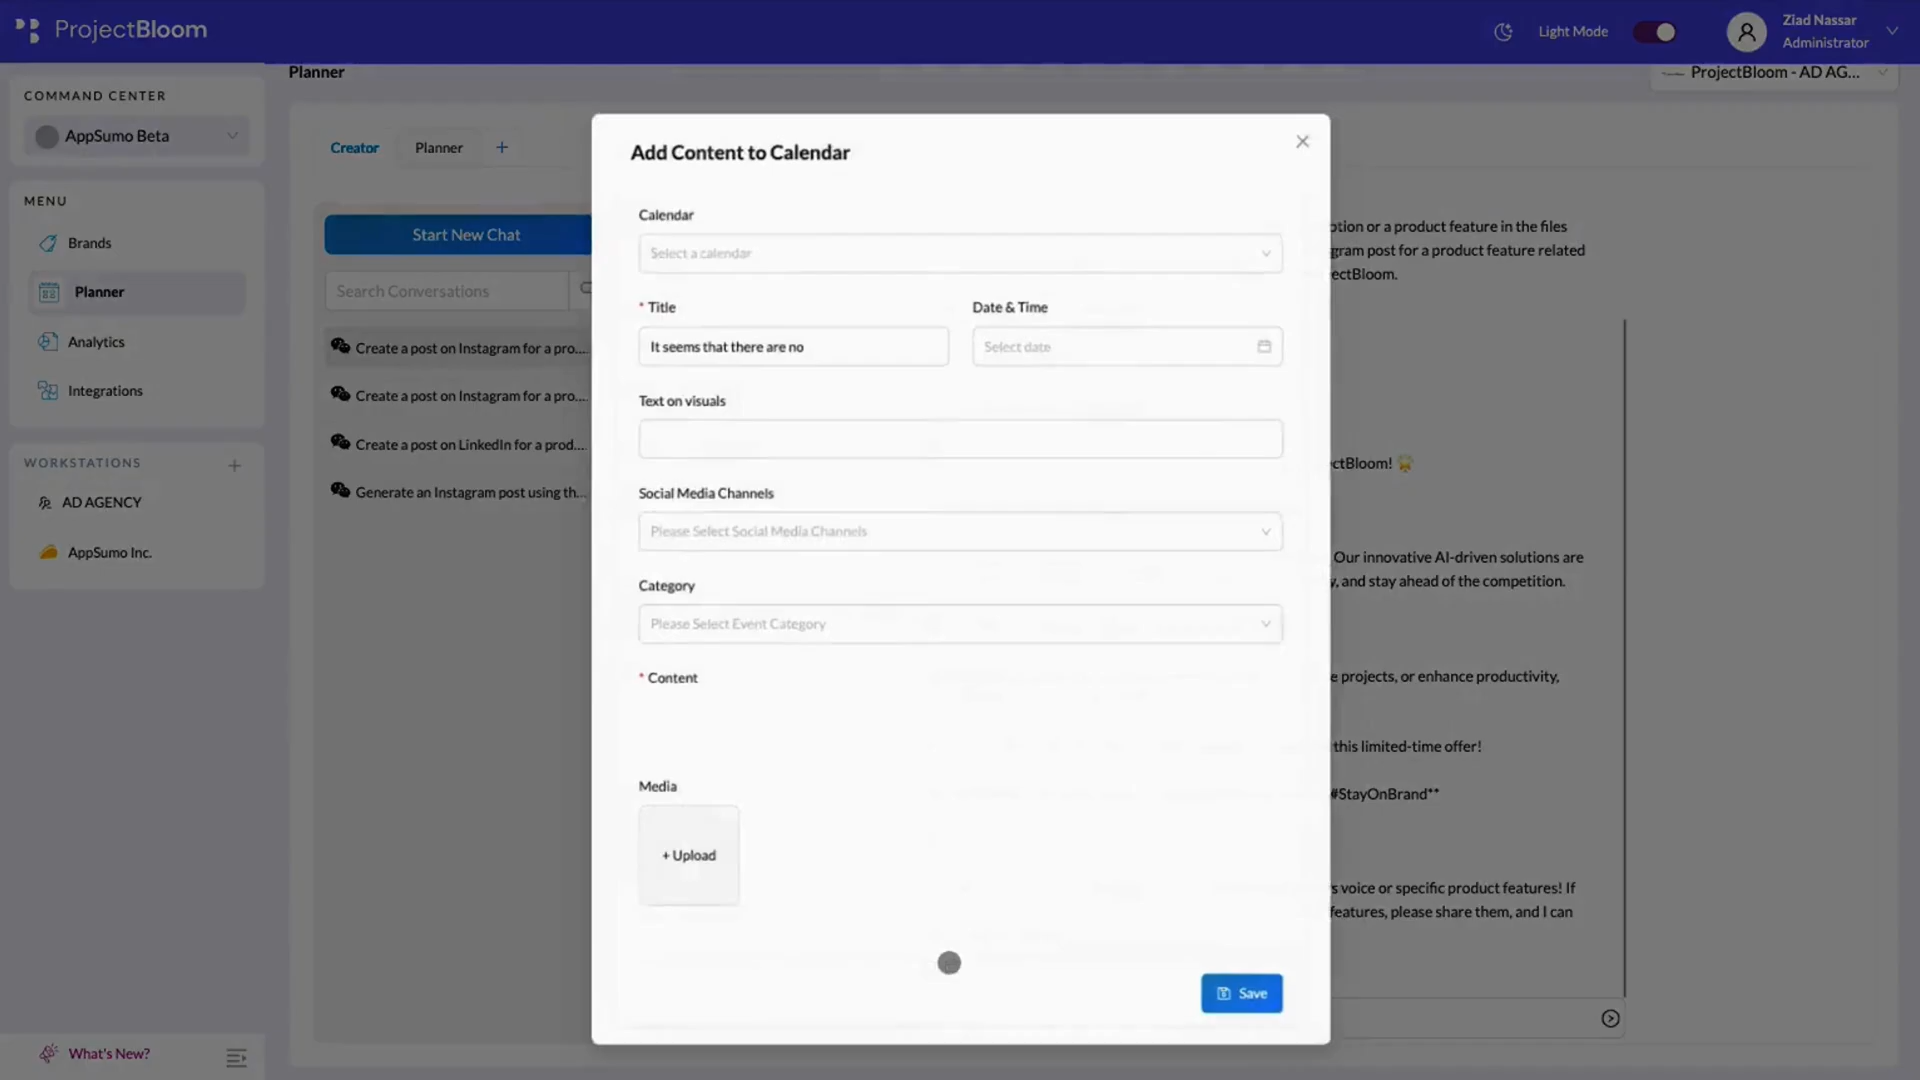 ProjectBloom
Light Mode
Ziad Nassar
Administrator
Planner
ProjectBloom - AD AG...
COMMAND CENTER
AppSumo Beta
MENU
Brands
Planner
Analytics
Integrations
WORKSTATIONS
AD AGENCY
AppSumo Inc.
What's New?
Creator
Planner
Start New Chat
Search Conversations
Create a post on Instagram for a pro....
Create a post on Instagram for a pro....
Create a post on LinkedIn for a prod....
Generate an Instagram post using th...
Add Content to Calendar
Calendar
Select a calendar
* Title
Date & Time
It seems that there are no
Select date
Text on visuals
Social Media Channels
Please Select Social Media Channels
Category
Please Select Event Category
* Content
Media
+ Upload
Save
or a product feature in the files
post for a product feature related
this limited-time offer!
#StayOnBrand**
Our innovative AI-driven solutions are
and stay ahead of the competition.
projects, or enhance productivity,
voice or specific product features! If
features, please share them, and I can